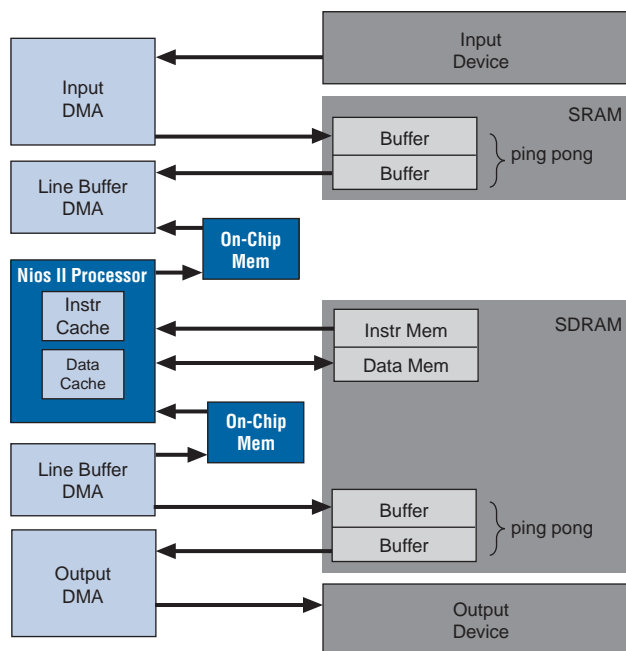 Input
Device
Input
DMA
SRAM
Buffer
Buffer
ping pong
Line Buffer
DMA
On-Chip
Mem
Nios II Processor
Instr
Cache
Data
Cache
SDRAM
Instr Mem
Data Mem
On-Chip
Mem
Line Buffer
DMA
Buffer
Buffer
ping pong
Output
DMA
Output
Device